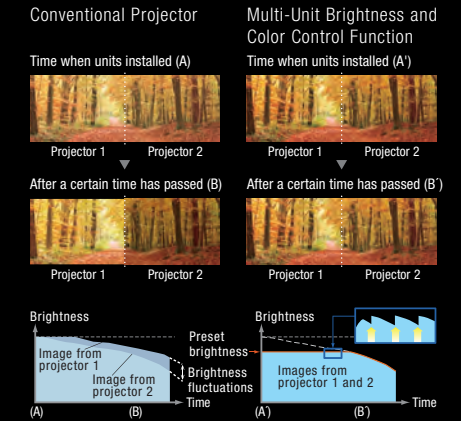 Conventional Projector
Multi-Unit Brightness and
Color Control Function
Time when units installed (A)
Time when units installed (A')
Projector 1
Projector 2
Projector 1
Projector 2
After a certain time has passed (B)
After a certain time has passed (B´)
Projector 1
Projector 2
Projector 1
Projector 2
Brightness
Image from
projector 1
Image from
projector 2
Preset
brightness
Brightness
fluctuations
Time
(A)
(B)
Brightness
Images from
projector 1 and 2
Time
(A´)
(B´)